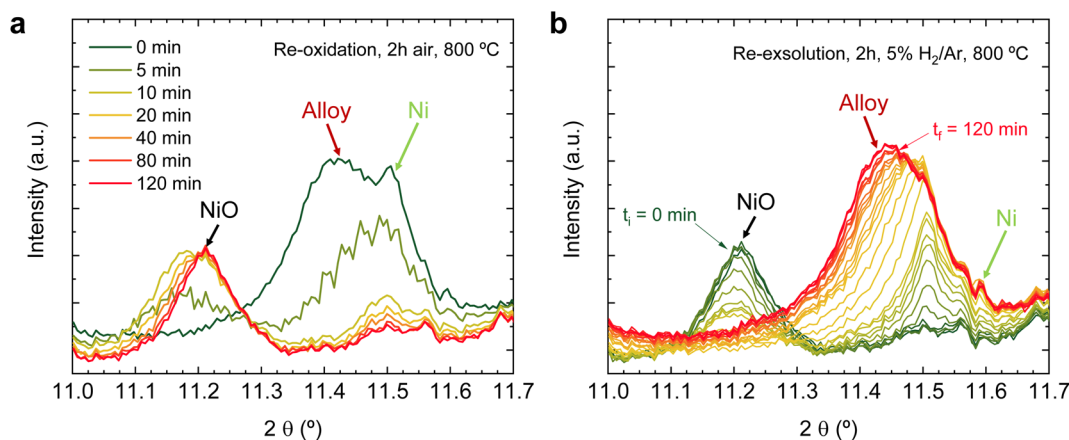 a
Re-oxidation, 2h air, 800 ºC
0 min
5 min
10 min
20 min
40 min
80 min
120 min
Alloy
Ni
NiO
Intensity (a.u.)
11.0 11.1 11.2 11.3 11.4 11.5 11.6 11.7
2 θ (º)
b
Re-exsolution, 2h, 5% H₂/Ar, 800 ºC
Alloy
t_f = 120 min
t_i = 0 min
NiO
Ni
Intensity (a.u.)
11.0 11.1 11.2 11.3 11.4 11.5 11.6 11.7
2 θ (º)